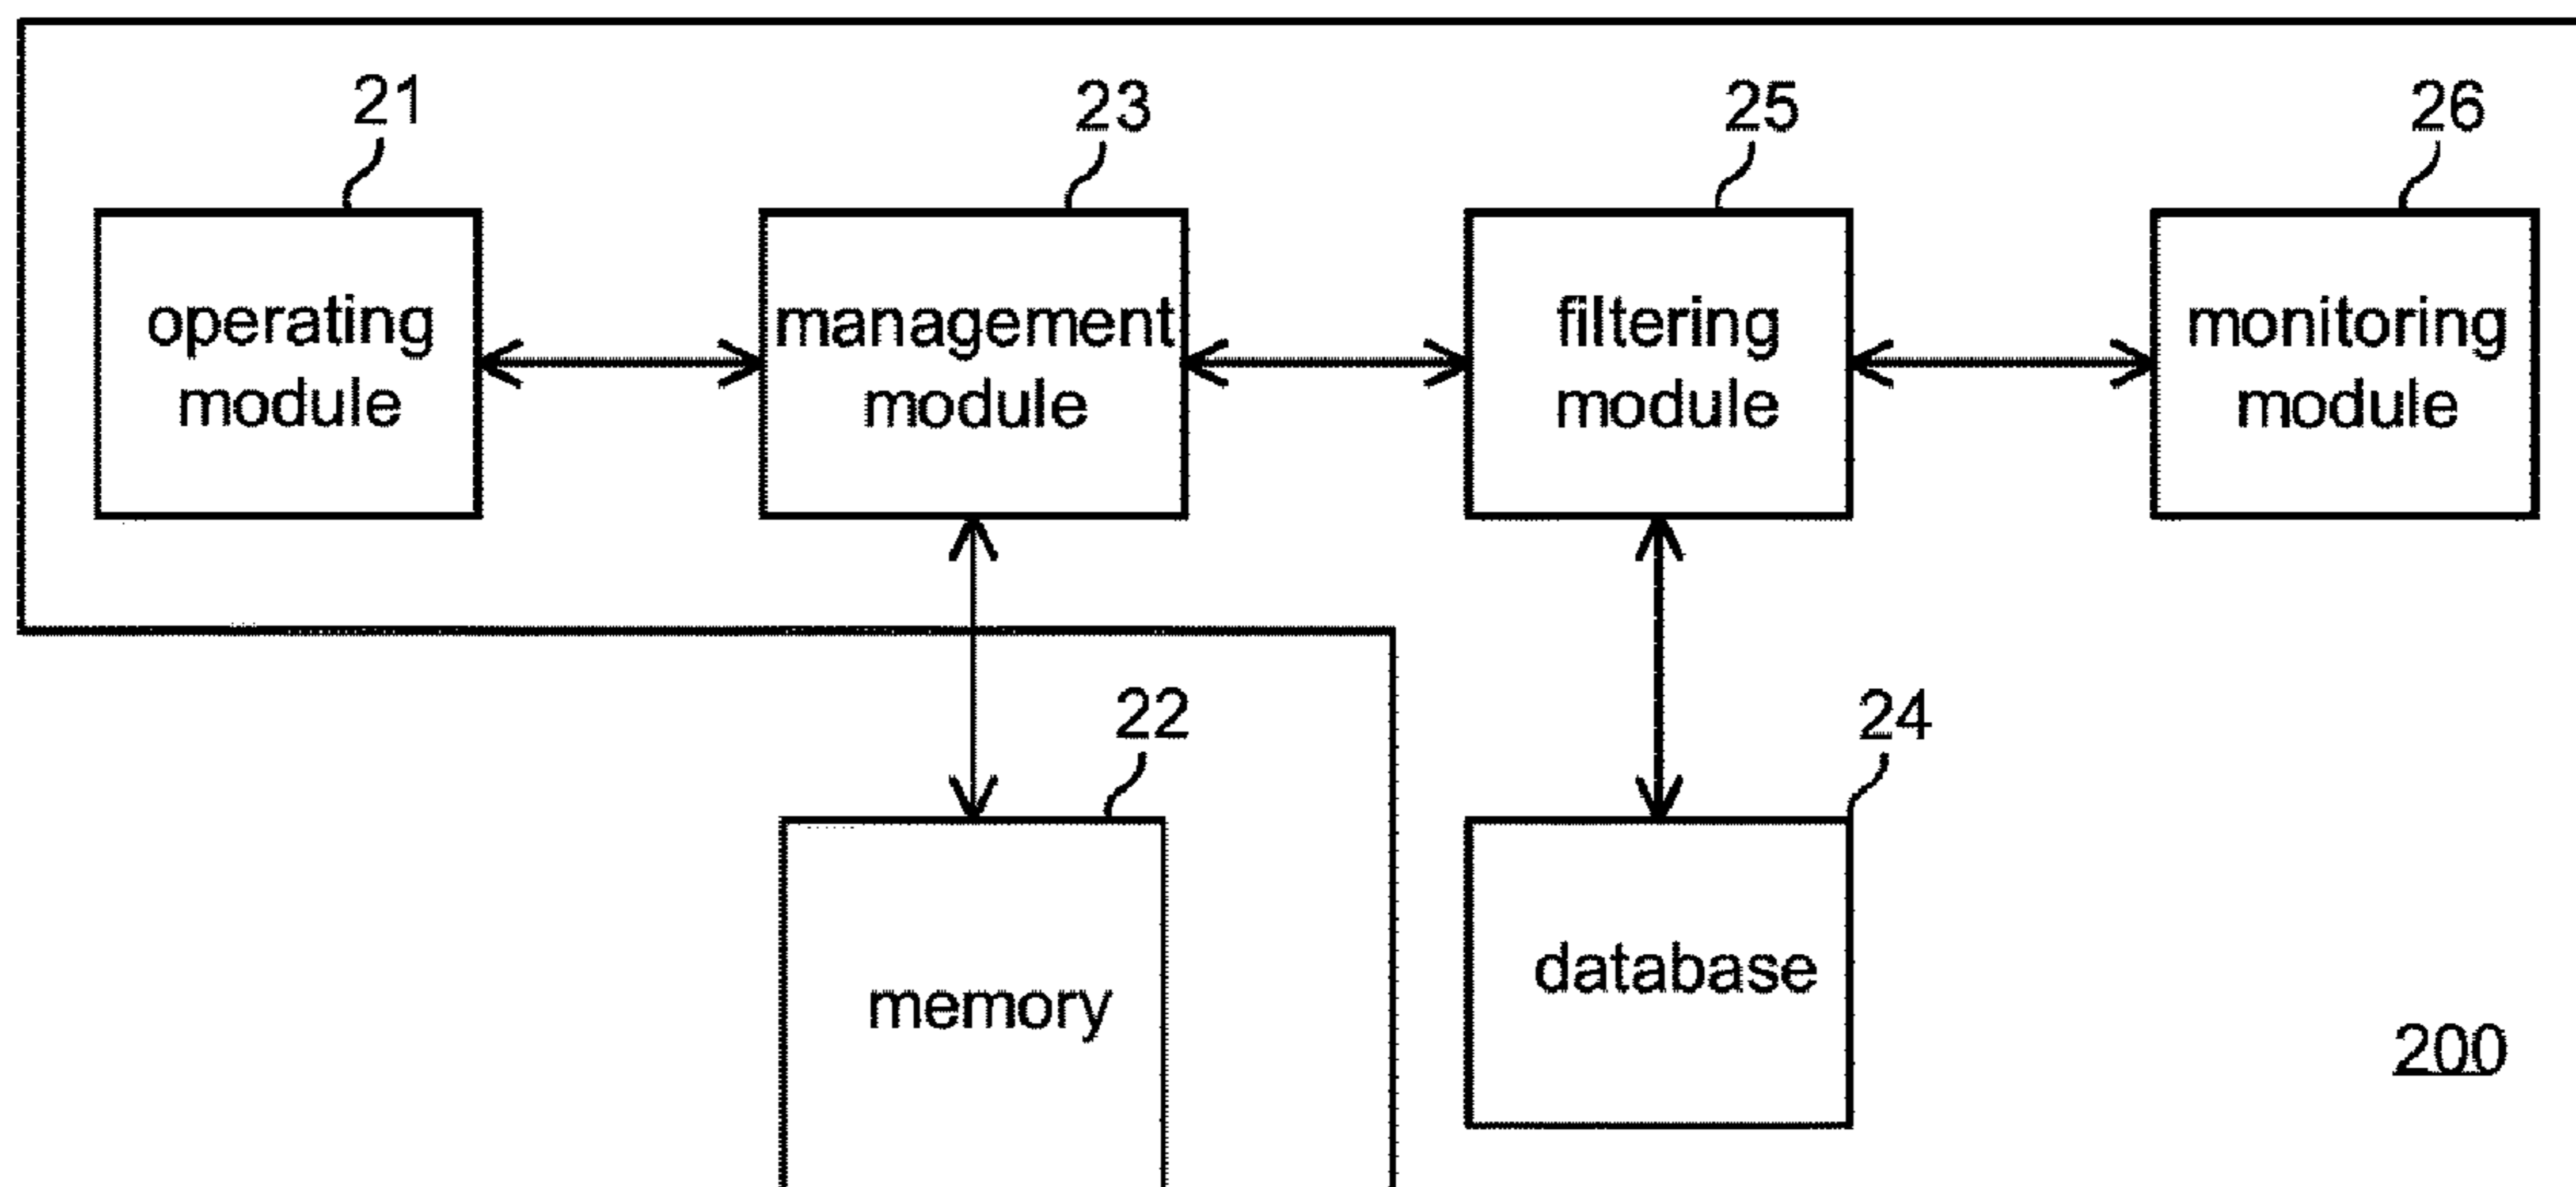 21
23
25
26
operating
module
management
module
filtering
module
monitoring
module
22
24
memory
database
200